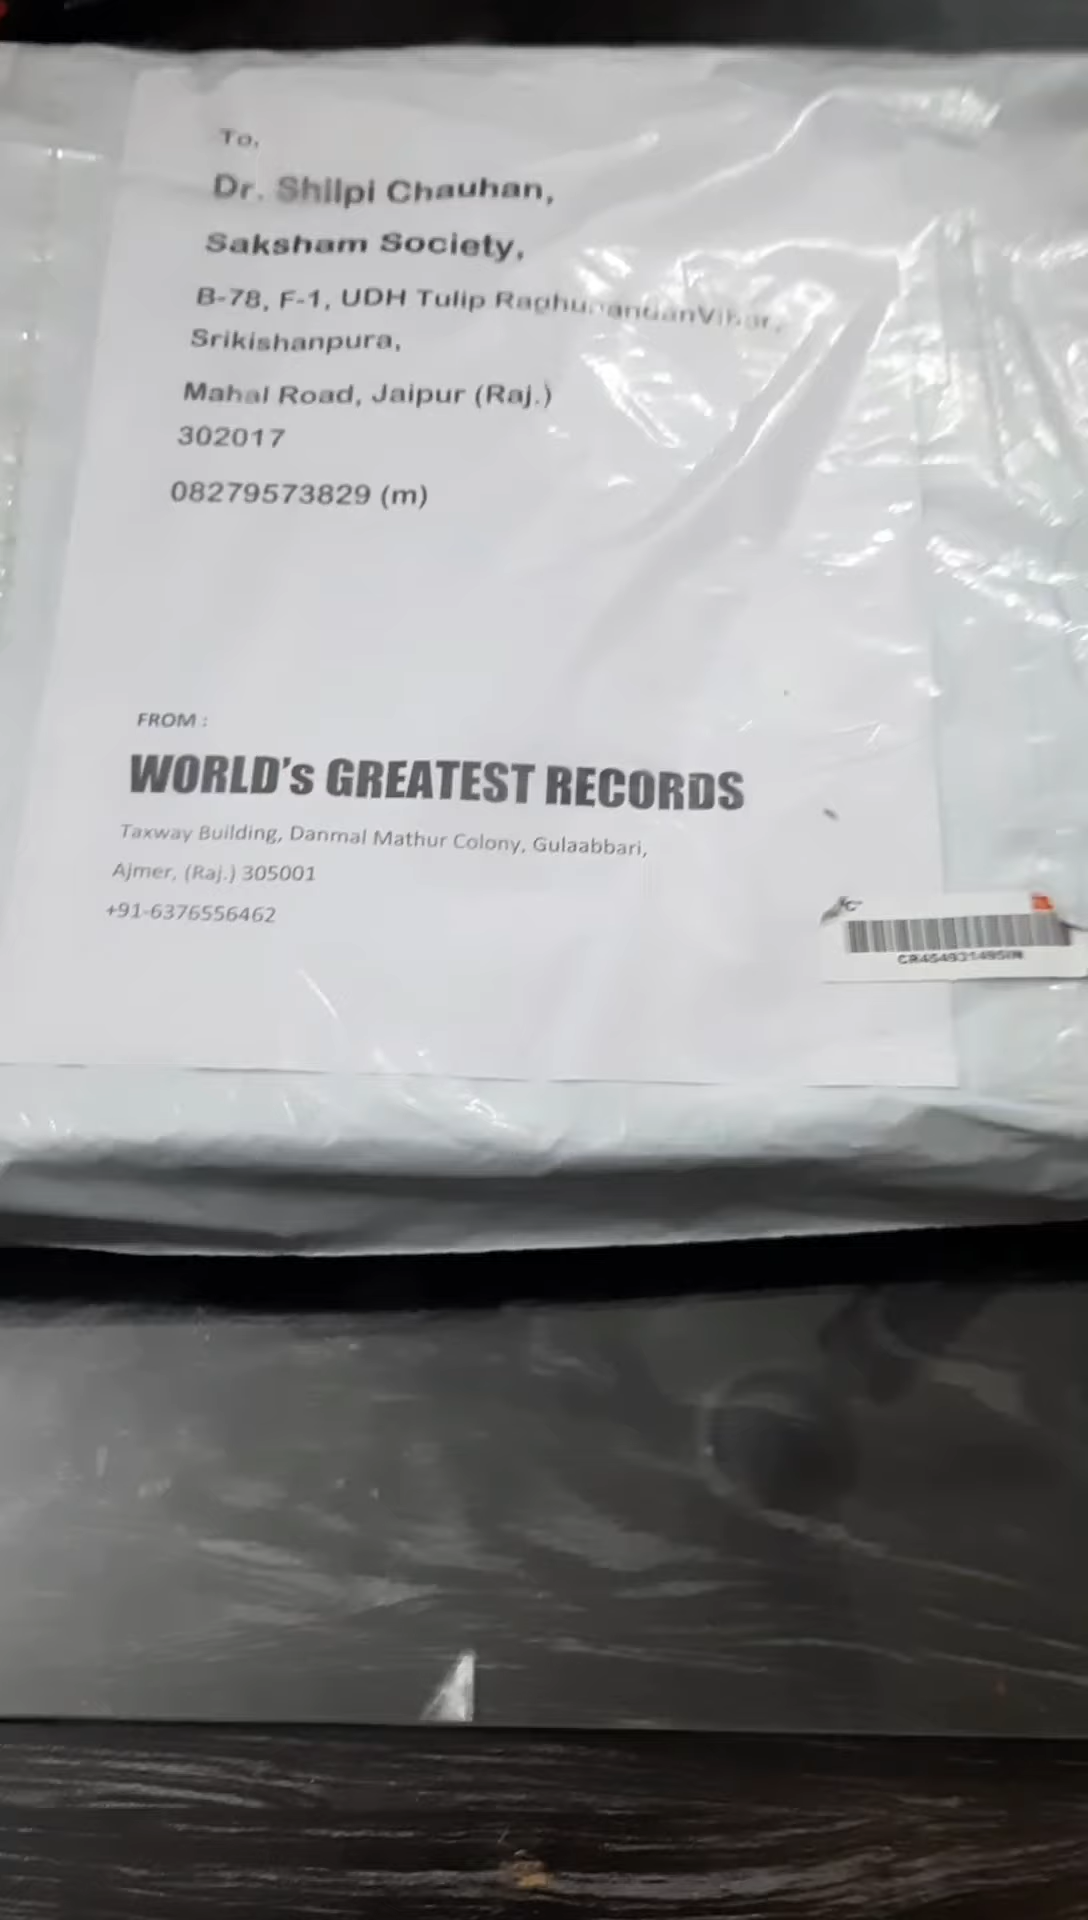 To,
Dr. Shilpi Chauhan,
Saksham Society,
B-78, F-1, UDH Tulip
Srikishanpura,
Mahal Road, Jaipur (Raj.)
302017
08279573829 (m)
FROM :
WORLD's GREATEST RECORDS
Taxway Building, Danmal Mathur Colony, Gulaabbari,
Ajmer, (Raj.) 305001
+91-6376556462